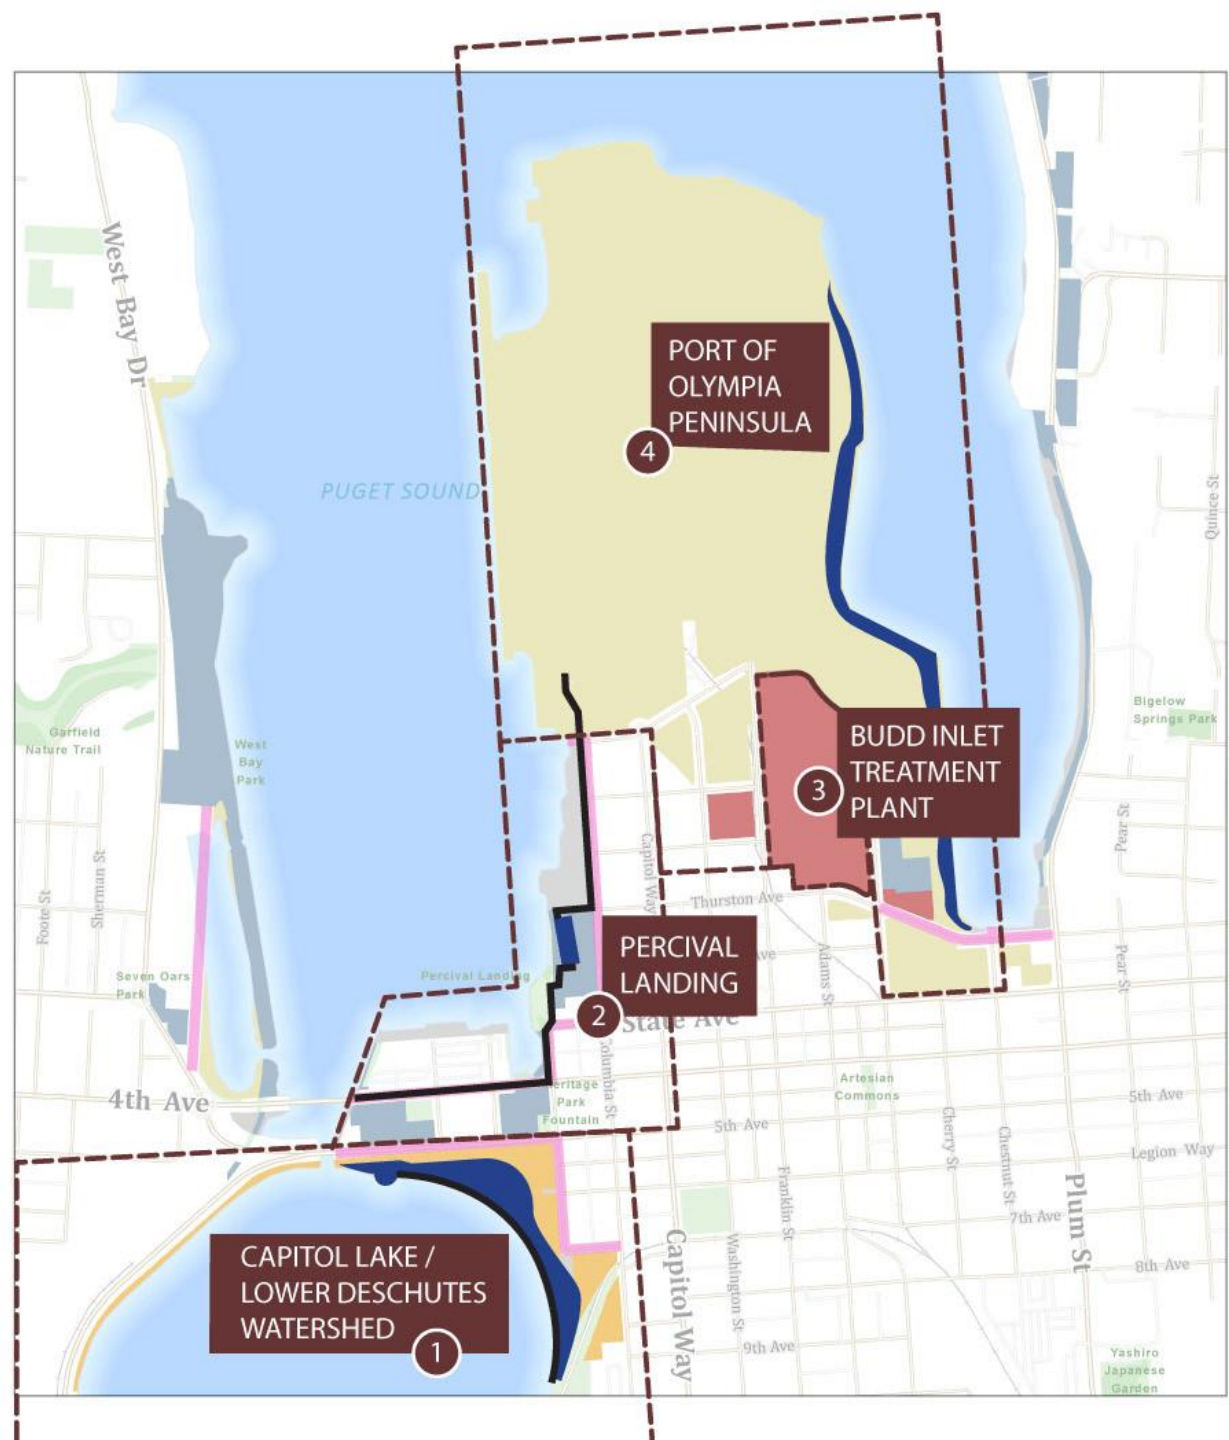 West Bay Dr
PORT OF
OLYMPIA
PENINSULA
4
PUGET SOUND
Quince St
Garfield
Nature Trail
West
Bay
Park
Bigelow
Springs Park
BUDD INLET
TREATMENT
PLANT
3
Foote St
Sherman St
Capitol Way
Pear St
Thurston Ave
Seven Oars
Park
Percival Landing
PERCIVAL
LANDING
2
Adams St
Pear St
State Ave
Columbia St
4th Ave
Heritage
Park
Fountain
Artesian
Commons
5th Ave
5th Ave
Cherry St
Chestnut St
Legion Way
Franklin St
Plum St
7th Ave
CAPITOL LAKE /
LOWER DESCHUTES
WATERSHED
1
Capitol Way
Washington St
8th Ave
9th Ave
Yashiro
Japanese
Garden